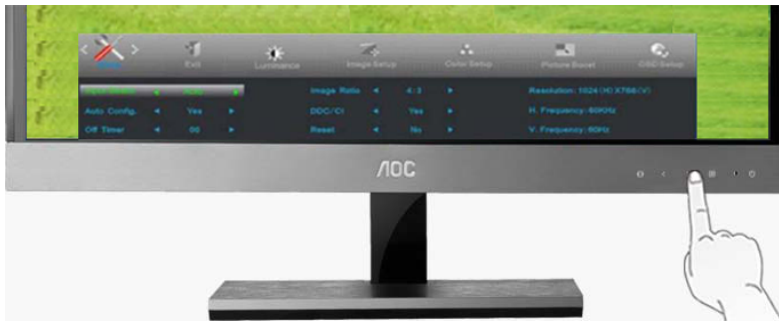 Exit
Luminance
Image Setup
Color Setup
Picture Boost
OSD Setup
Image Ratio 4:3
Resolution: 1024(H) X768(V)
Auto Config. Yes
DDC/CI Yes
H. Frequency: 60KHz
Off Timer 00
Reset No
V. Frequency: 60Hz
AOC